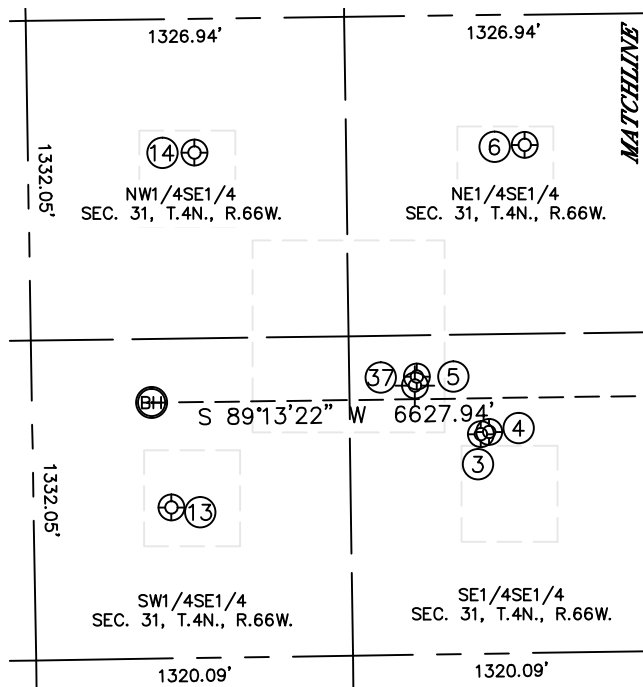 1326.94'
1326.94'
MATCHLINE
1332.05'
14
6
NW1/4SE1/4
SEC. 31, T.4N., R.66W.
NE1/4SE1/4
SEC. 31, T.4N., R.66W.
37
5
BH
S 89°13'22" W 6627.94'
4
3
1332.05'
13
SW1/4SE1/4
SEC. 31, T.4N., R.66W.
SE1/4SE1/4
SEC. 31, T.4N., R.66W.
1320.09'
1320.09'